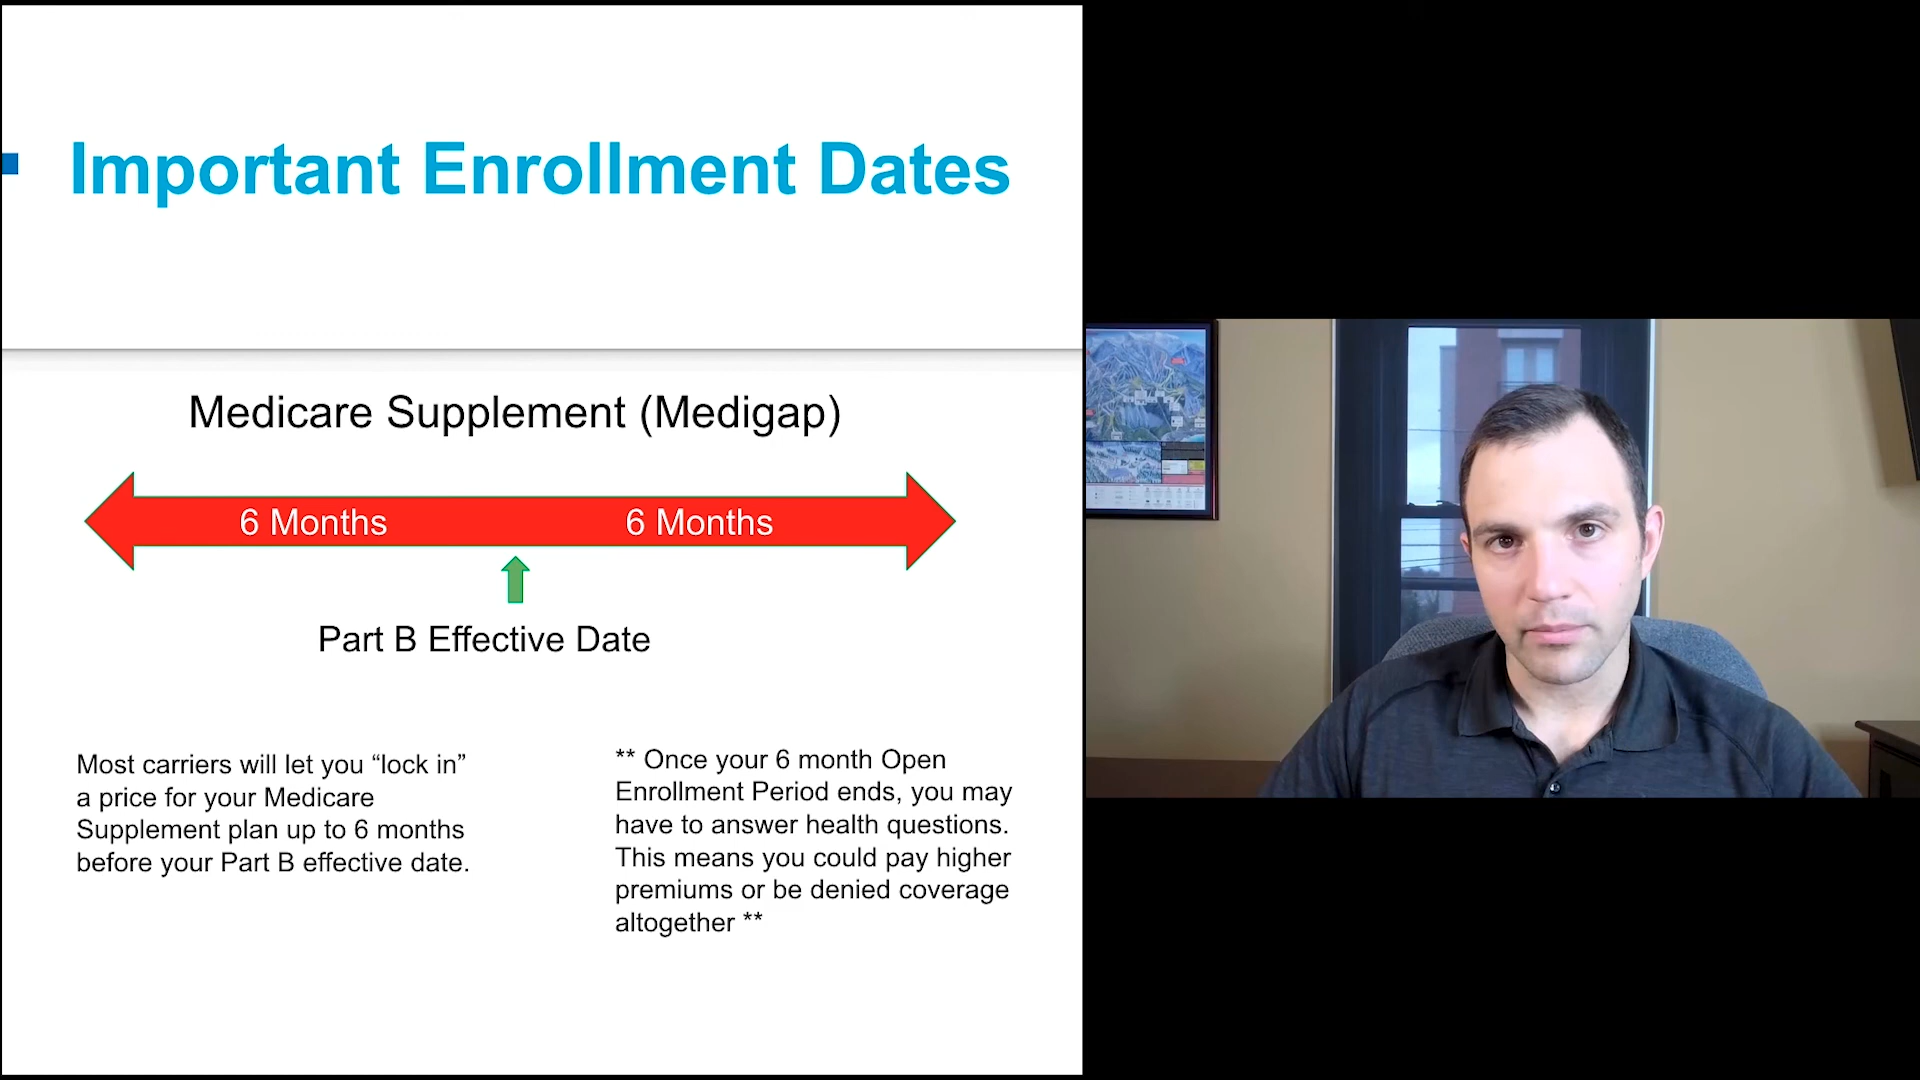 Important Enrollment Dates
Medicare Supplement (Medigap)
6 Months 6 Months
Part B Effective Date
Most carriers will let you “lock in”
a price for your Medicare
Supplement plan up to 6 months
before your Part B effective date.
** Once your 6 month Open
Enrollment Period ends, you may
have to answer health questions.
This means you could pay higher
premiums or be denied coverage
altogether **